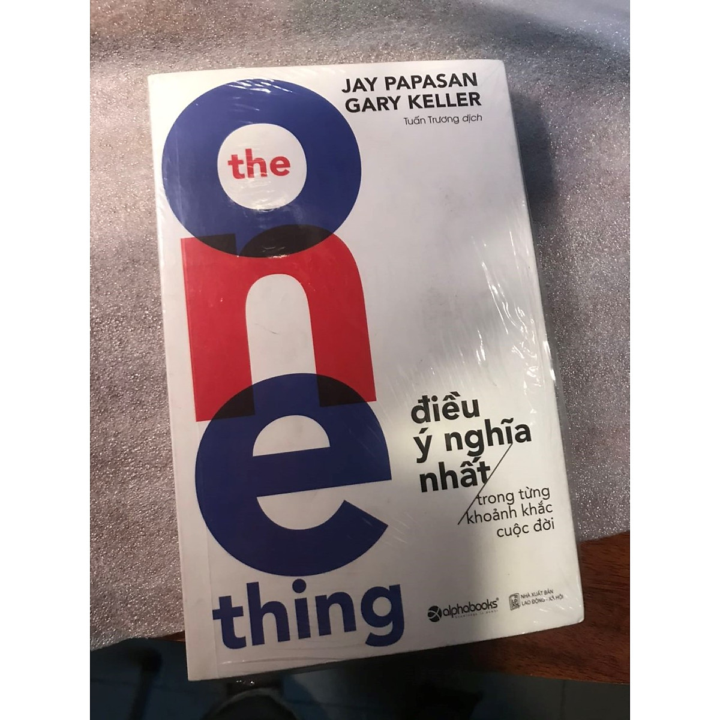 JAY PAPASAN
GARY KELLER
Tuấn Trương dịch
the
one
thing
điều
ý nghĩa
nhất
trong từng
khoảnh khắc
cuộc đời
alphabooks®
NHÀ XUẤT BẢN
LAO ĐỘNG - XÃ HỘI